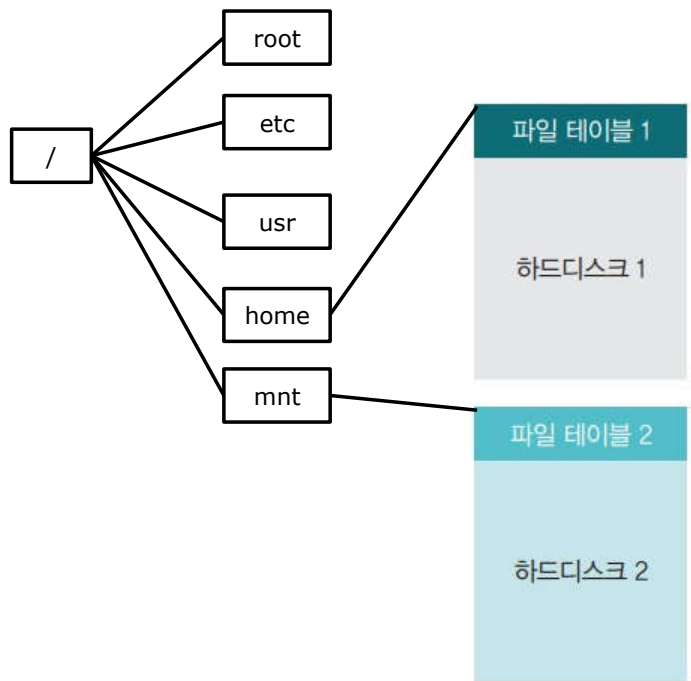 /
root
etc
usr
home
mnt
파일 테이블 1
하드디스크 1
파일 테이블 2
하드디스크 2